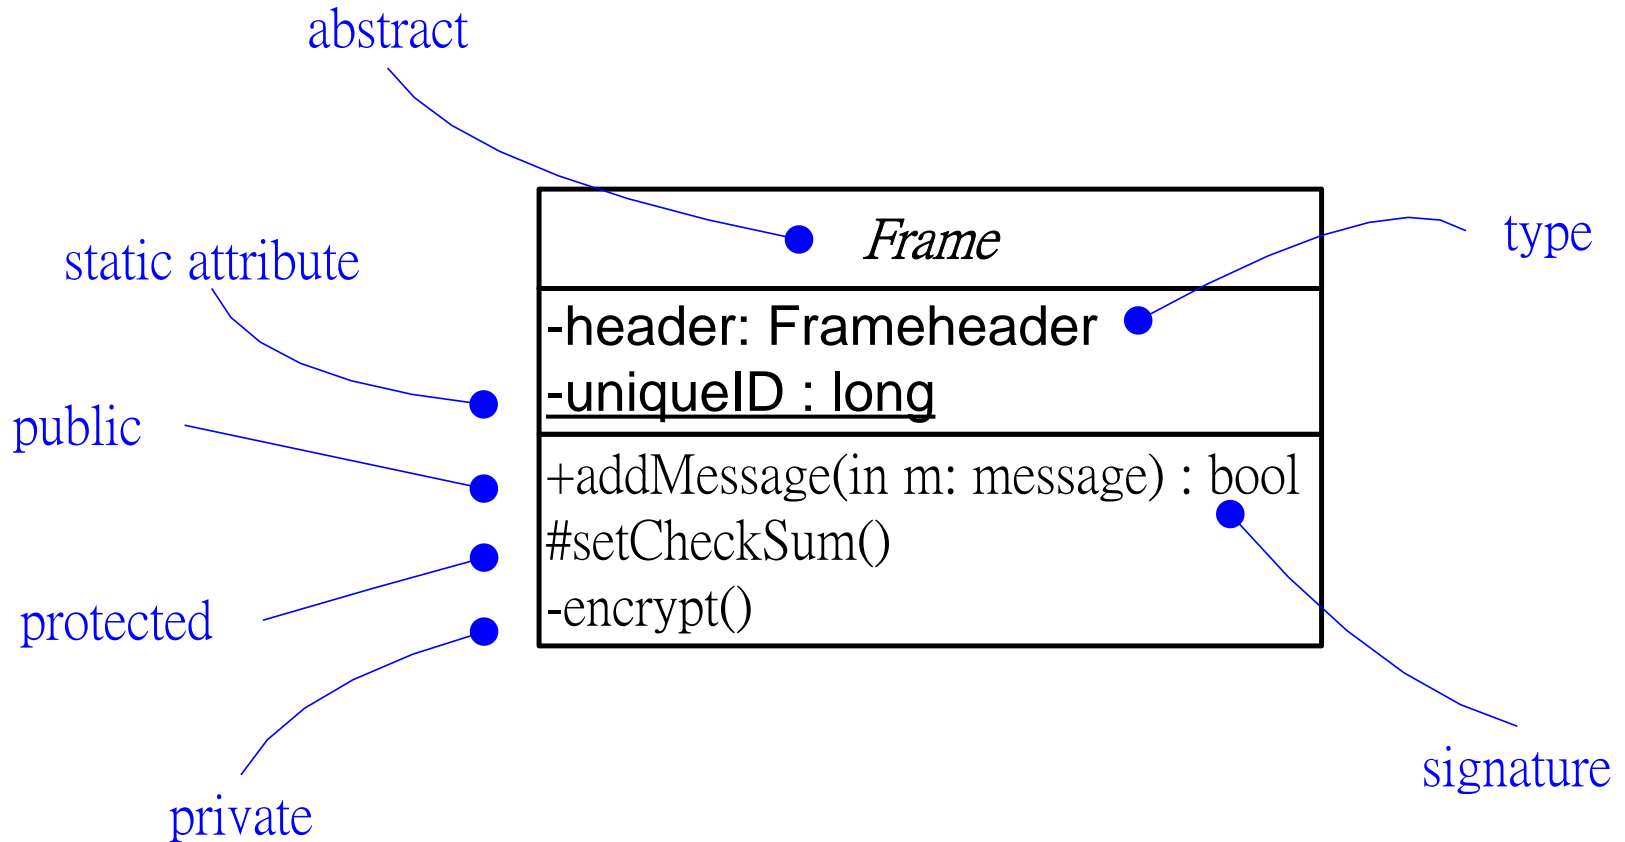 abstract
Frame
type
static attribute
-header: Frameheader
-uniqueID : long
public
+addMessage(in m: message) : bool
#setCheckSum()
-encrypt()
protected
signature
private